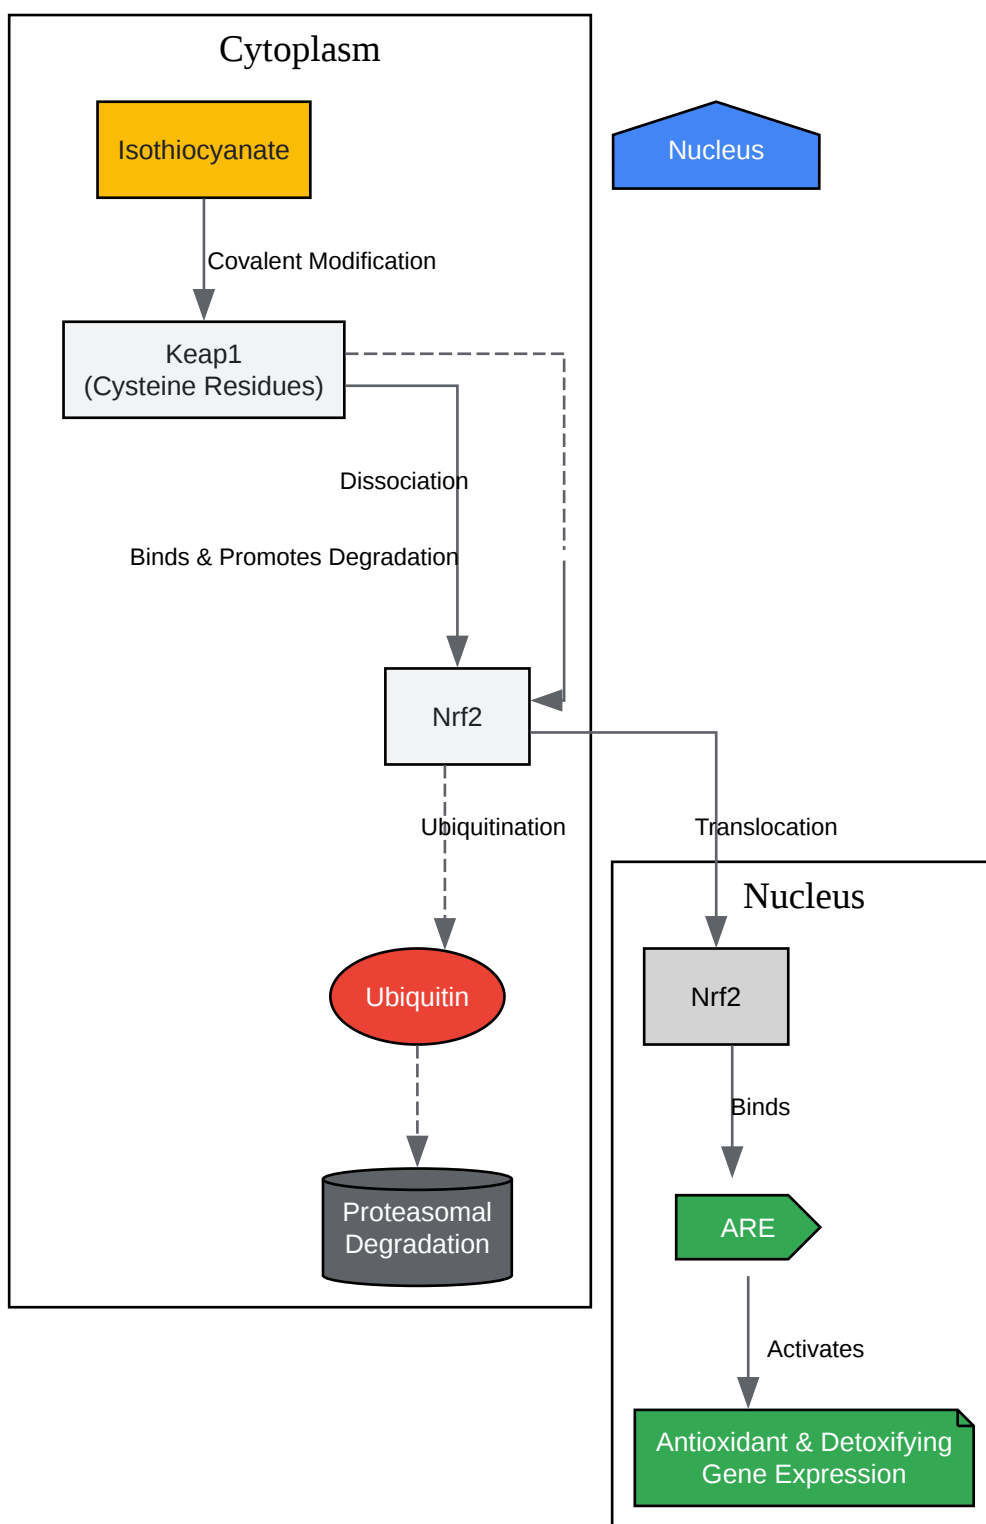 Cytoplasm
Isothiocyanate
Nucleus
Covalent Modification
Keap1
(Cysteine Residues)
Dissociation
Binds & Promotes Degradation
Nrf2
Ubiquitination
Translocation
Nucleus
Ubiquitin
Nrf2
Binds
Proteasomal
Degradation
ARE
Activates
Antioxidant & Detoxifying
Gene Expression